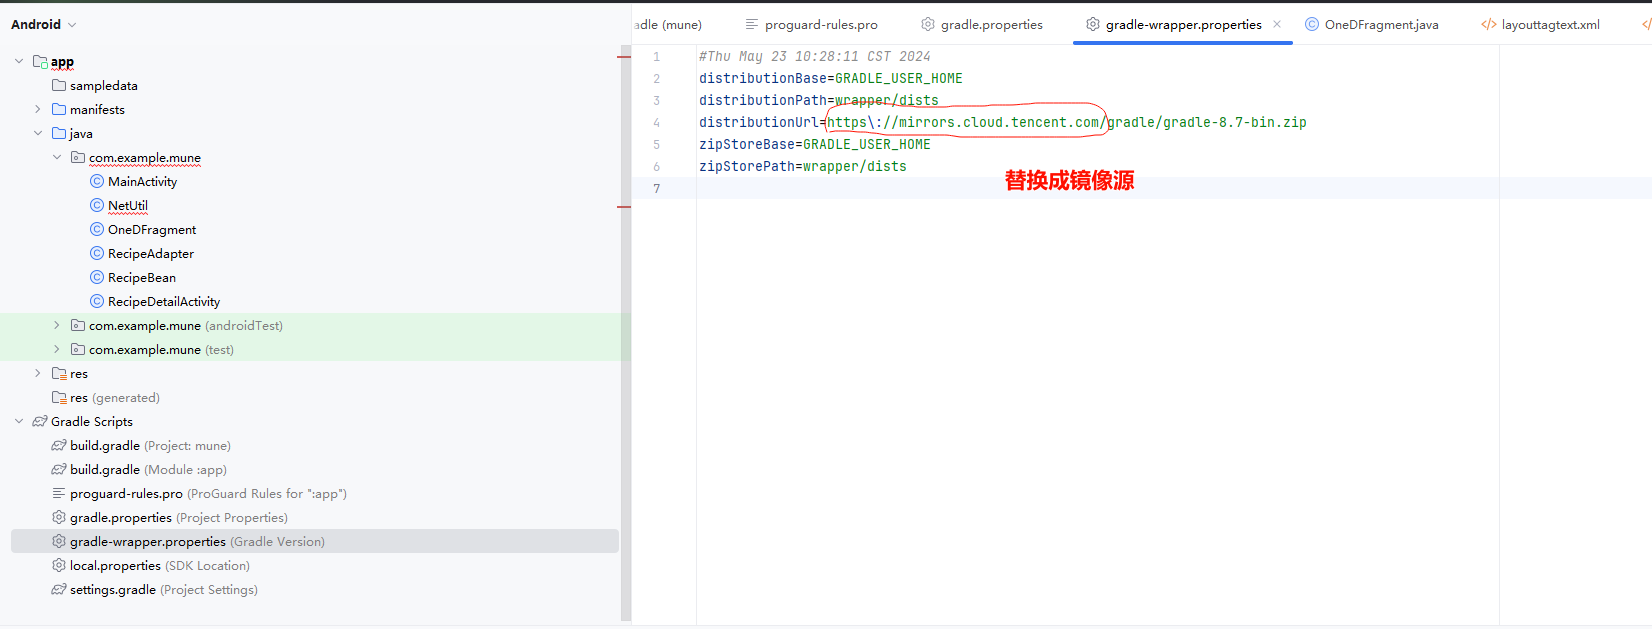 Android
adle (mune)
proguard-rules.pro
gradle.properties
gradle-wrapper.properties
OneDFragment.java
layouttagtext.xml
app
sampledata
manifests
java
com.example.mune
MainActivity
NetUtil
OneDFragment
RecipeAdapter
RecipeBean
RecipeDetailActivity
com.example.mune (androidTest)
com.example.mune (test)
res
res (generated)
Gradle Scripts
build.gradle (Project: mune)
build.gradle (Module :app)
proguard-rules.pro (ProGuard Rules for ":app")
gradle.properties (Project Properties)
gradle-wrapper.properties (Gradle Version)
local.properties (SDK Location)
settings.gradle (Project Settings)
1 #Thu May 23 10:28:11 CST 2024
2 distributionBase=GRADLE_USER_HOME
3 distributionPath=wrapper/dists
4 distributionUrl=https\://mirrors.cloud.tencent.com/gradle/gradle-8.7-bin.zip
5 zipStoreBase=GRADLE_USER_HOME
6 zipStorePath=wrapper/dists
7
替换成镜像源